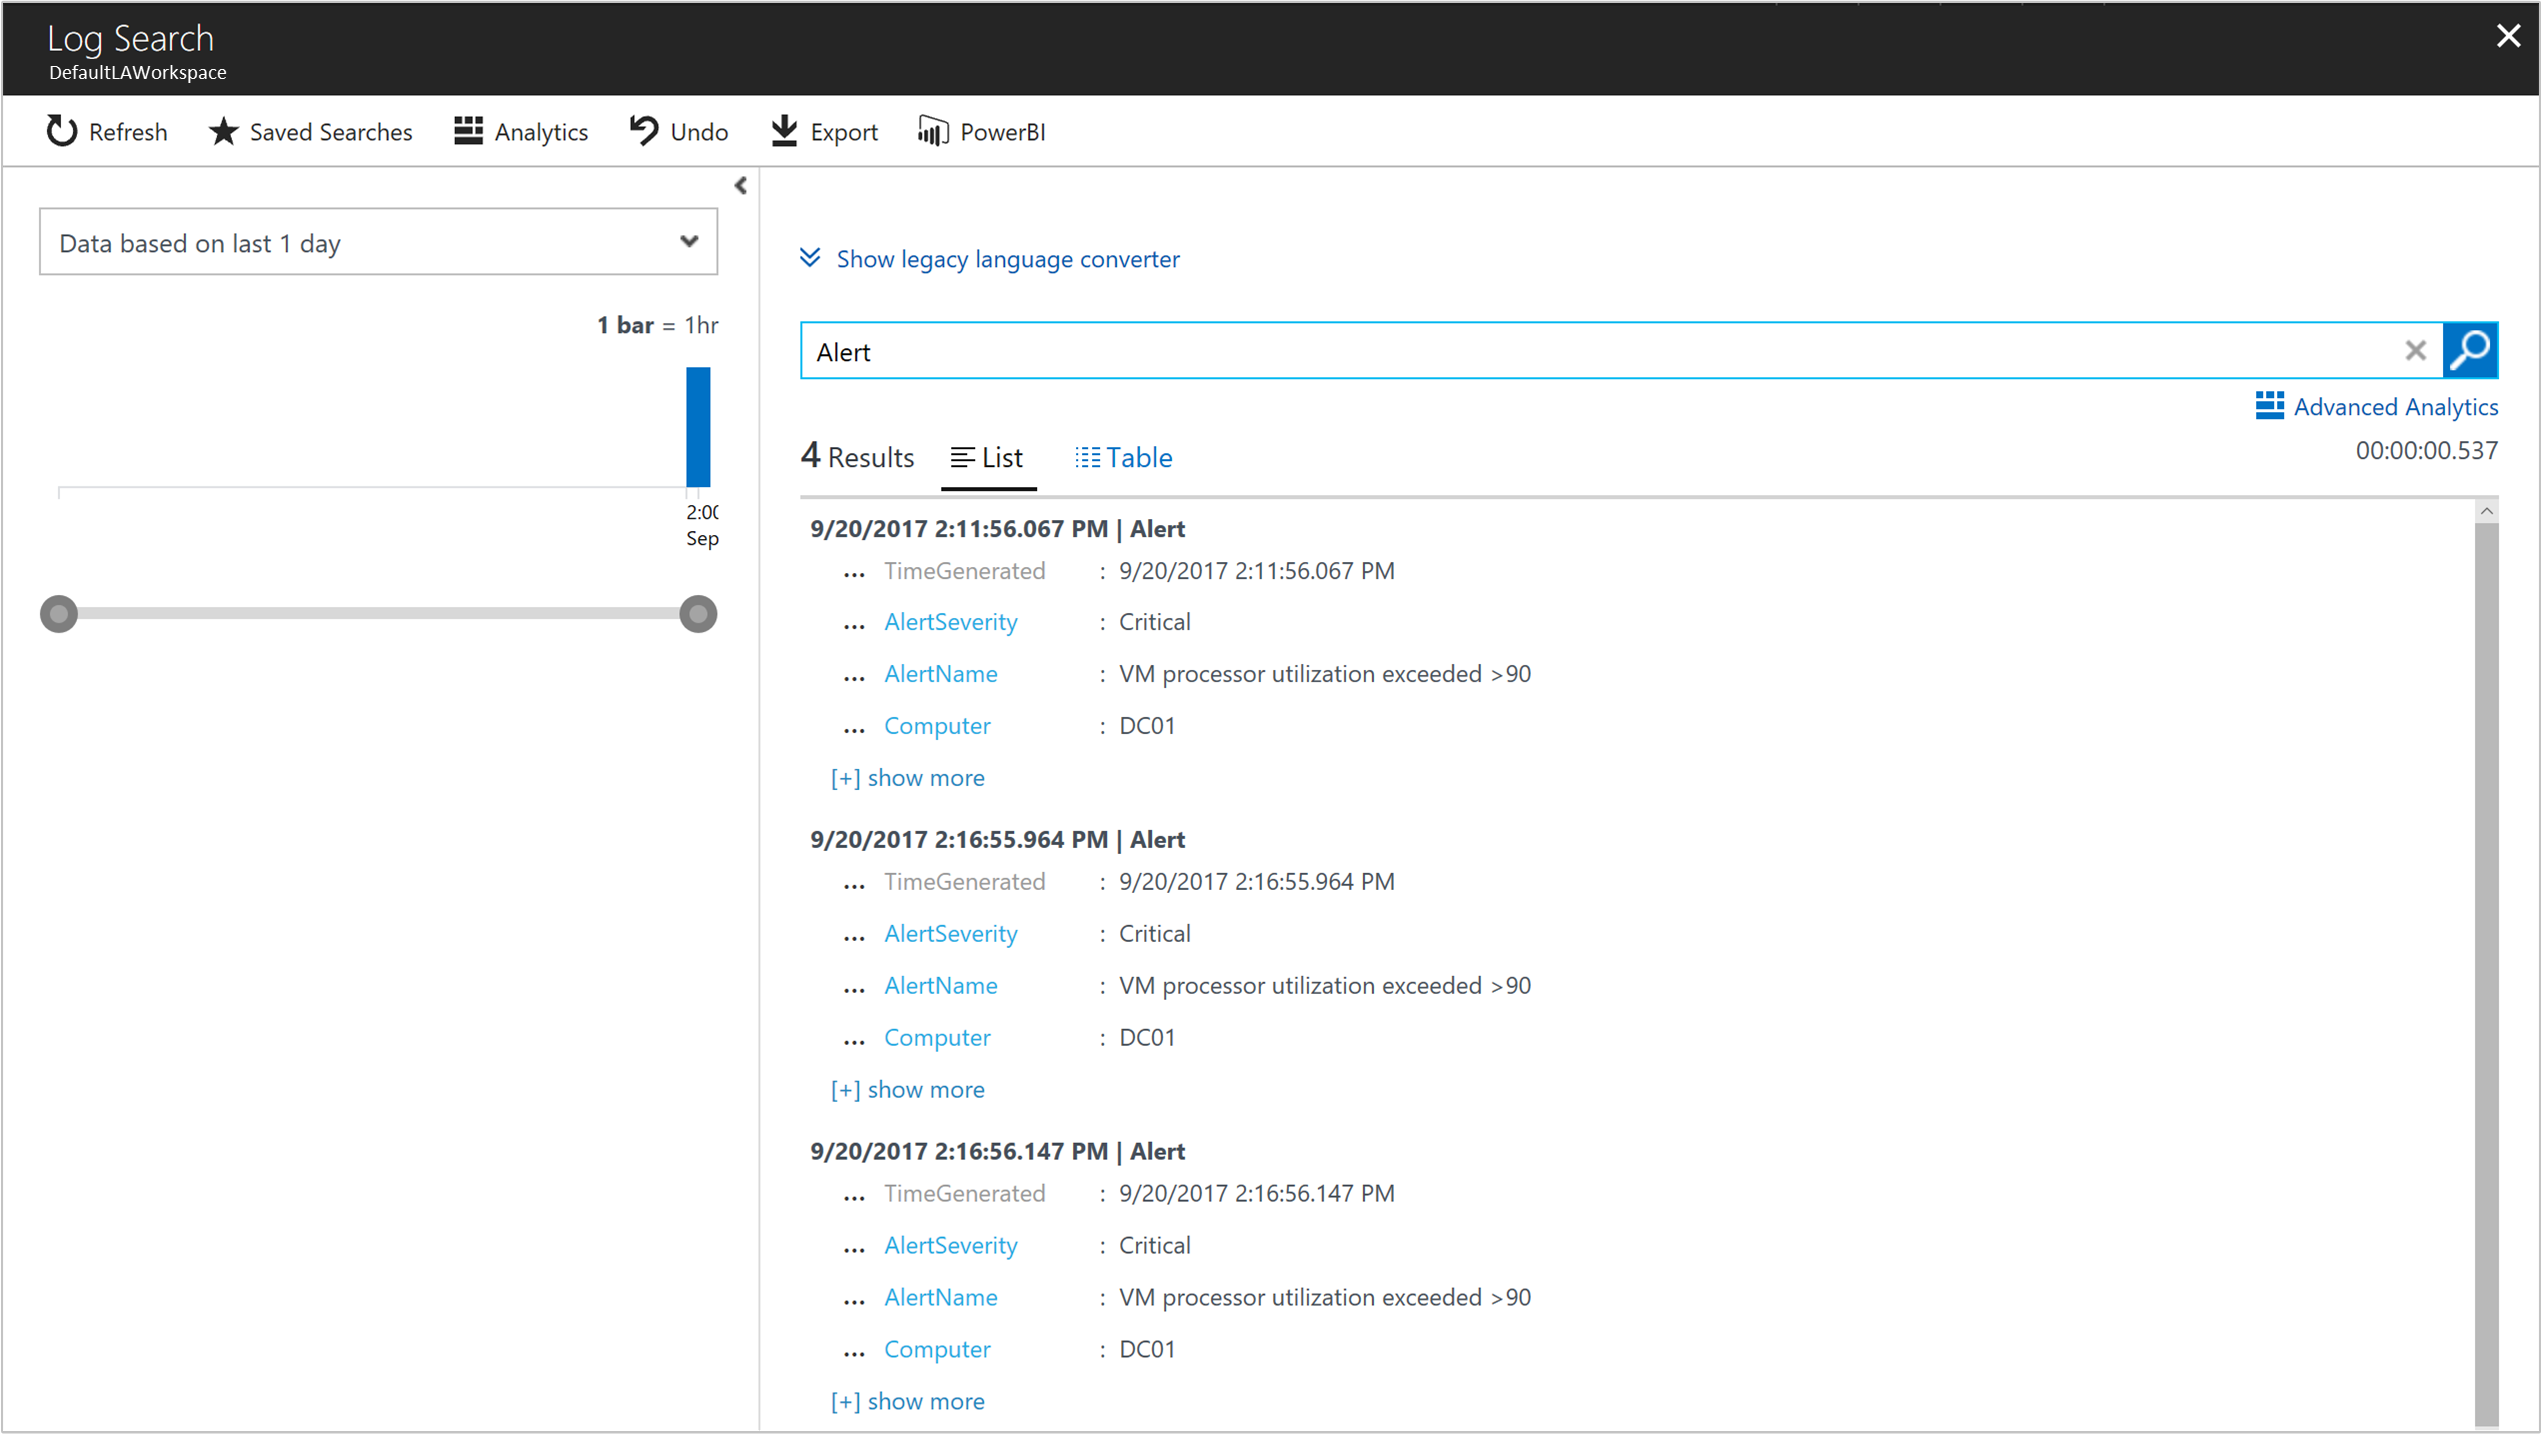 Log Search
DefaultLAWorkspace
Refresh Saved Searches Analytics Undo Export PowerBI
Data based on last 1 day
1 bar = 1hr
2:00
Sep
Show legacy language converter
Alert
Advanced Analytics
4 Results List Table
00:00:00.537
9/20/2017 2:11:56.067 PM | Alert
... TimeGenerated : 9/20/2017 2:11:56.067 PM
... AlertSeverity : Critical
... AlertName : VM processor utilization exceeded >90
... Computer : DC01
[+] show more
9/20/2017 2:16:55.964 PM | Alert
... TimeGenerated : 9/20/2017 2:16:55.964 PM
... AlertSeverity : Critical
... AlertName : VM processor utilization exceeded >90
... Computer : DC01
[+] show more
9/20/2017 2:16:56.147 PM | Alert
... TimeGenerated : 9/20/2017 2:16:56.147 PM
... AlertSeverity : Critical
... AlertName : VM processor utilization exceeded >90
... Computer : DC01
[+] show more